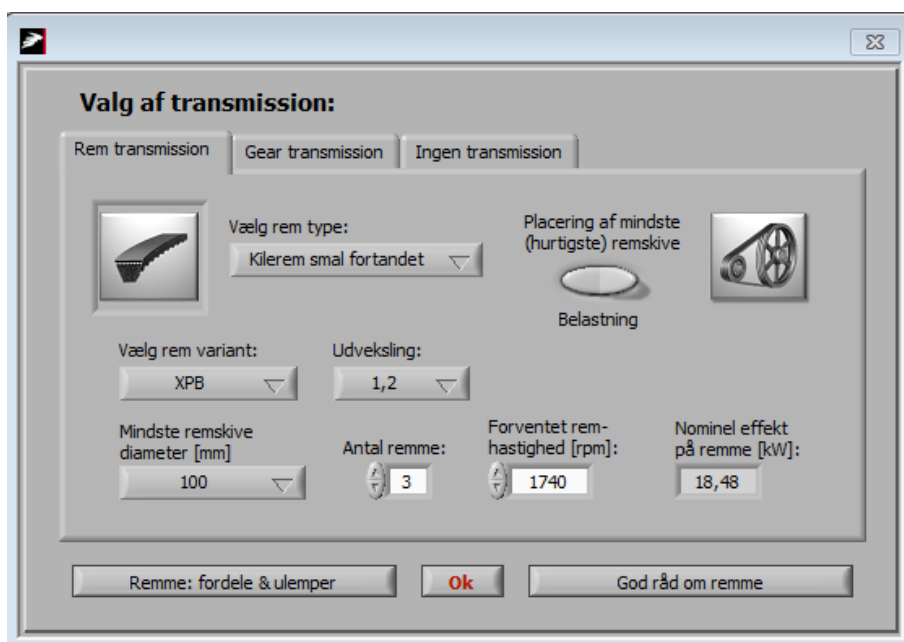 Valg af transmission:
Rem transmission
Gear transmission
Ingen transmission
Vælg rem type:
Kilerem smal fortandet
Placering af mindste
(hurtigste) remskive
Belastning
Vælg rem variant:
XPB
Udveksling:
1,2
Mindste remskive
diameter [mm]
100
Antal remme:
3
Forventet rem-
hastighed [rpm]:
1740
Nominel effekt
på remme [kW]:
18,48
Remme: fordele & ulemper
Ok
God råd om remme